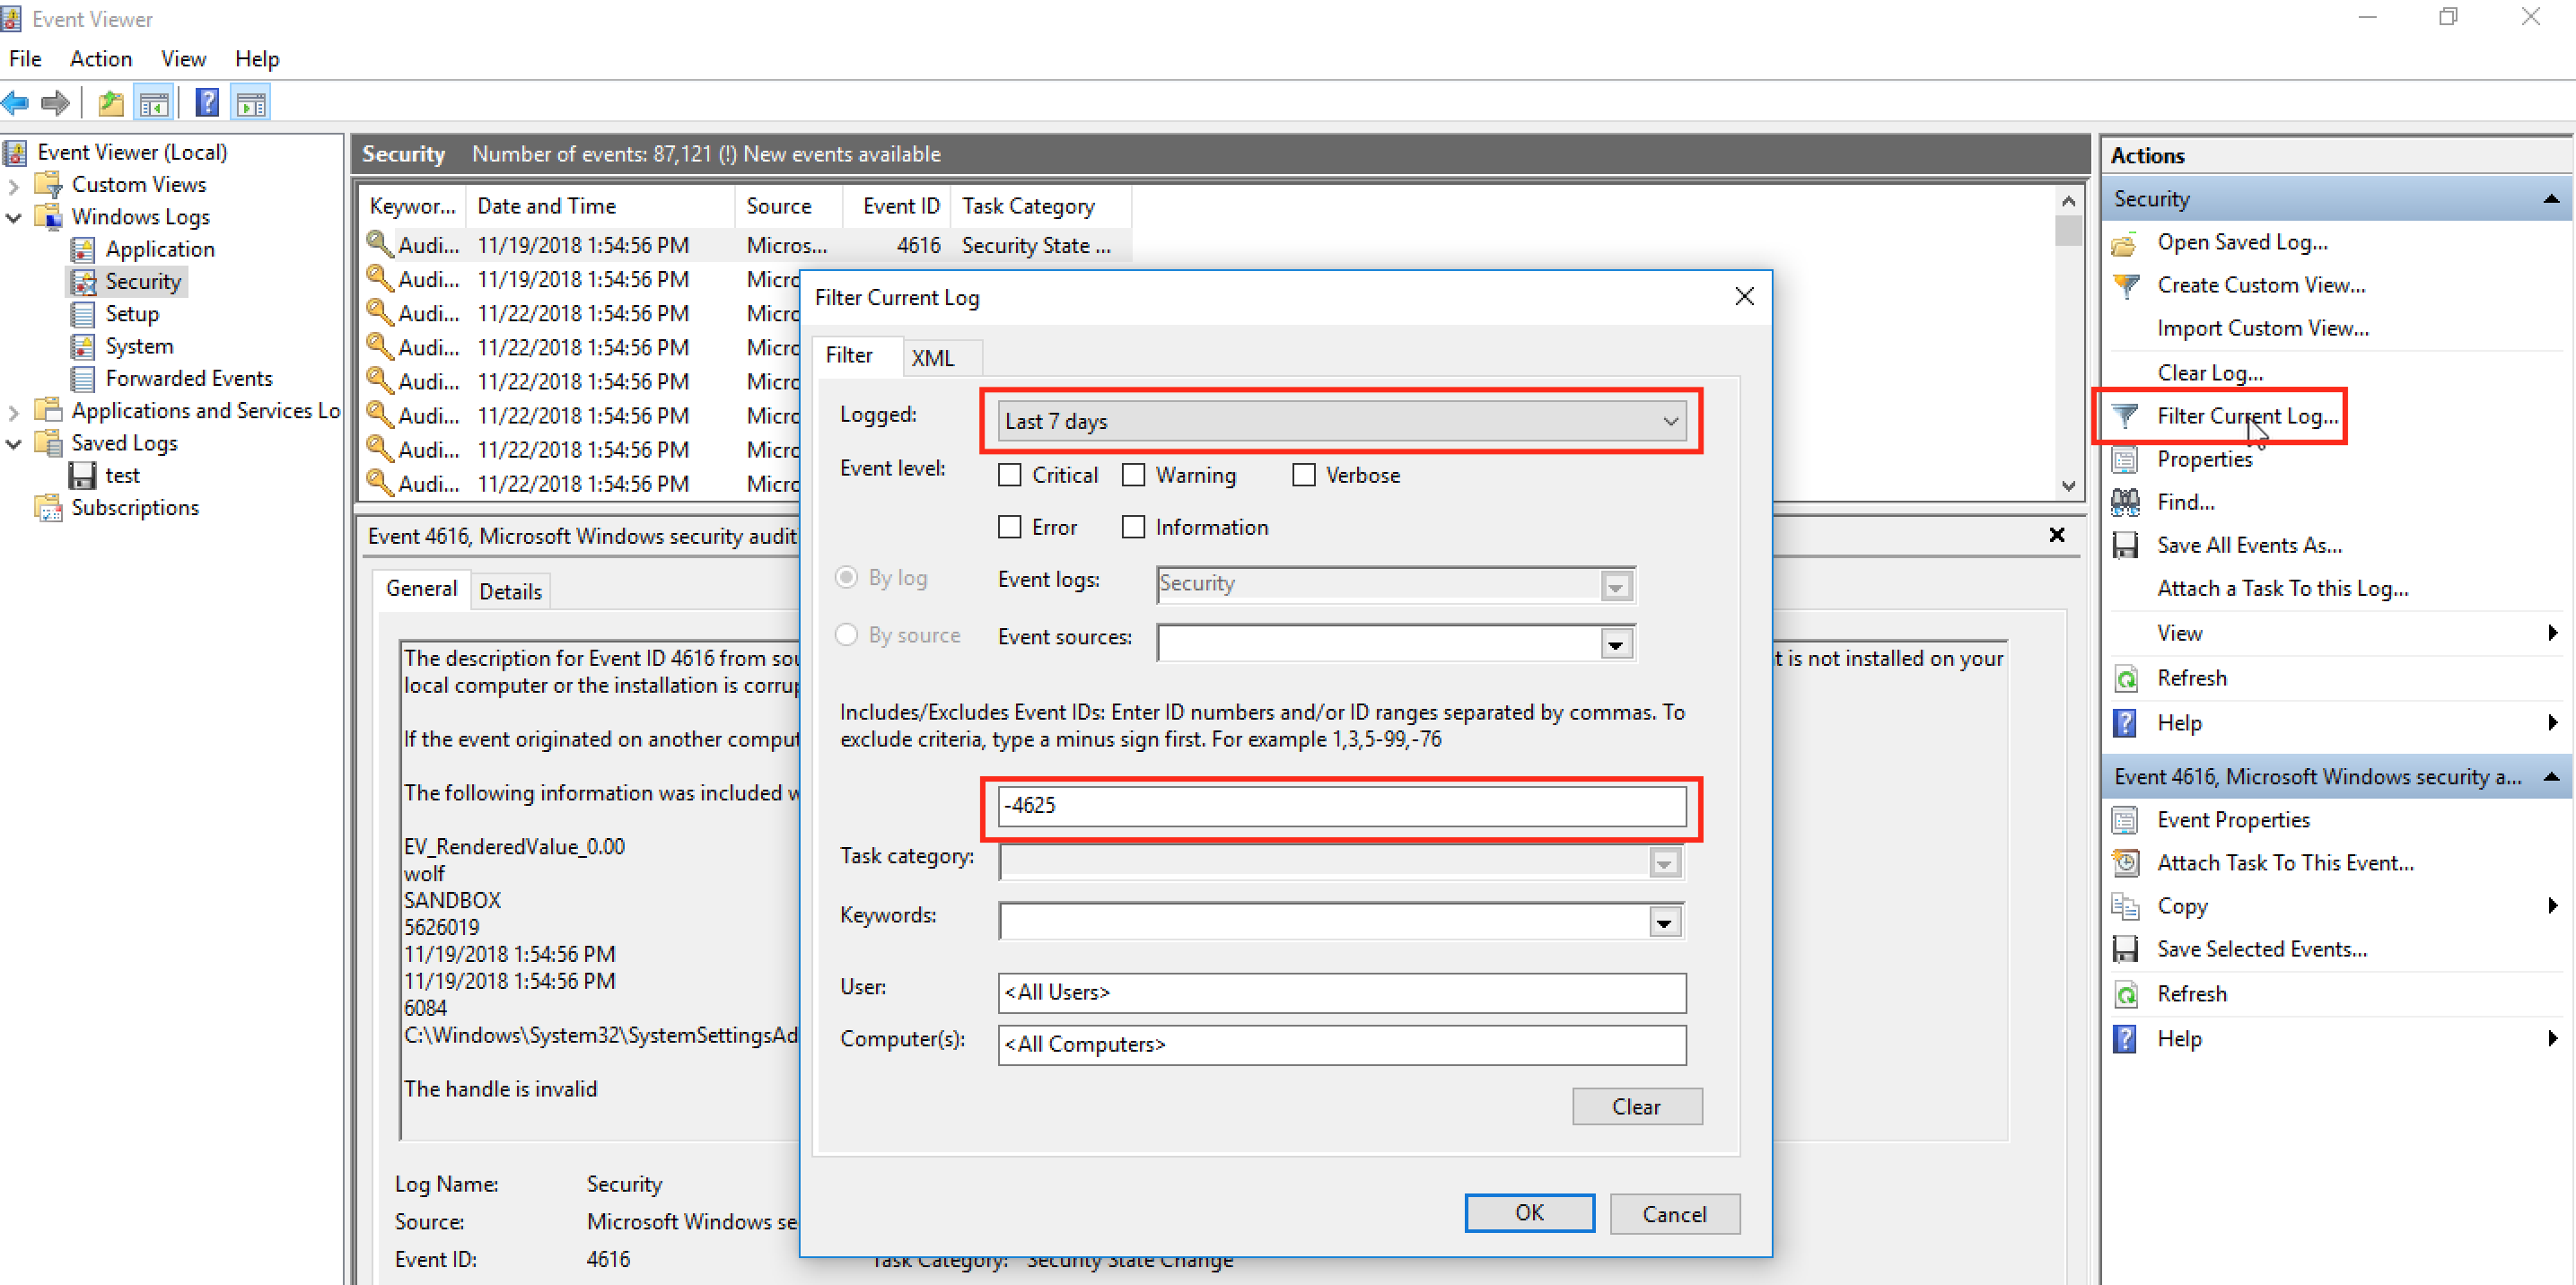 Event Viewer
File Action View Help
Event Viewer (Local)
Custom Views
Windows Logs
Application
Security
Setup
System
Forwarded Events
Applications and Services Lo
Saved Logs
test
Subscriptions
Security Number of events: 87,121 (!) New events available
Keywor... Date and Time Source Event ID Task Category
Audi... 11/19/2018 1:54:56 PM Micros... 4616 Security State ...
Audi... 11/19/2018 1:54:56 PM Micro
Audi... 11/22/2018 1:54:56 PM Micro
Audi... 11/22/2018 1:54:56 PM Micro
Audi... 11/22/2018 1:54:56 PM Micro
Audi... 11/22/2018 1:54:56 PM Micro
Audi... 11/22/2018 1:54:56 PM Micro
Audi... 11/22/2018 1:54:56 PM Micro
Event 4616, Microsoft Windows security audit
General Details
The description for Event ID 4616 from sou t is not installed on your
local computer or the installation is corrup
If the event originated on another comput
The following information was included w
EV_RenderedValue_0.00
wolf
SANDBOX
5626019
11/19/2018 1:54:56 PM
11/19/2018 1:54:56 PM
6084
C:\Windows\System32\SystemSettingsAd
The handle is invalid
Log Name: Security
Source: Microsoft Windows se
Event ID: 4616 Task Category: Security State Change
Filter Current Log
Filter XML
Logged: Last 7 days
Event level: Critical Warning Verbose
Error Information
By log Event logs: Security
By source Event sources:
Includes/Excludes Event IDs: Enter ID numbers and/or ID ranges separated by commas. To
exclude criteria, type a minus sign first. For example 1,3,5-99,-76
-4625
Task category:
Keywords:
User: <All Users>
Computer(s): <All Computers>
Clear
OK Cancel
Actions
Security
Open Saved Log...
Create Custom View...
Import Custom View...
Clear Log...
Filter Current Log...
Properties
Find...
Save All Events As...
Attach a Task To this Log...
View
Refresh
Help
Event 4616, Microsoft Windows security a...
Event Properties
Attach Task To This Event...
Copy
Save Selected Events...
Refresh
Help